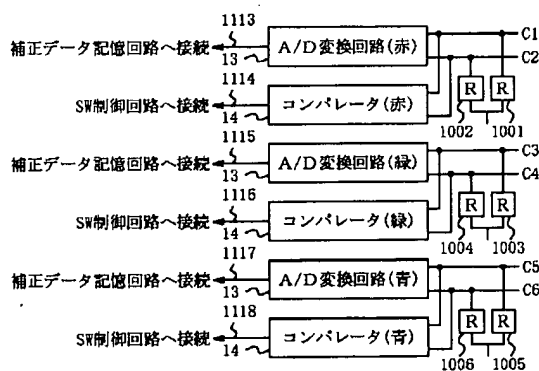 1113
補正データ記憶回路へ接続
13
A/D変換回路(赤)
C1
C2
1114
SW制御回路へ接続
14
コンパレータ(赤)
R
R
1002
1001
1115
補正データ記憶回路へ接続
13
A/D変換回路(緑)
C3
C4
1116
SW制御回路へ接続
14
コンパレータ(緑)
R
R
1004
1003
1117
補正データ記憶回路へ接続
13
A/D変換回路(青)
C5
C6
1118
SW制御回路へ接続
14
コンパレータ(青)
R
R
1006
1005